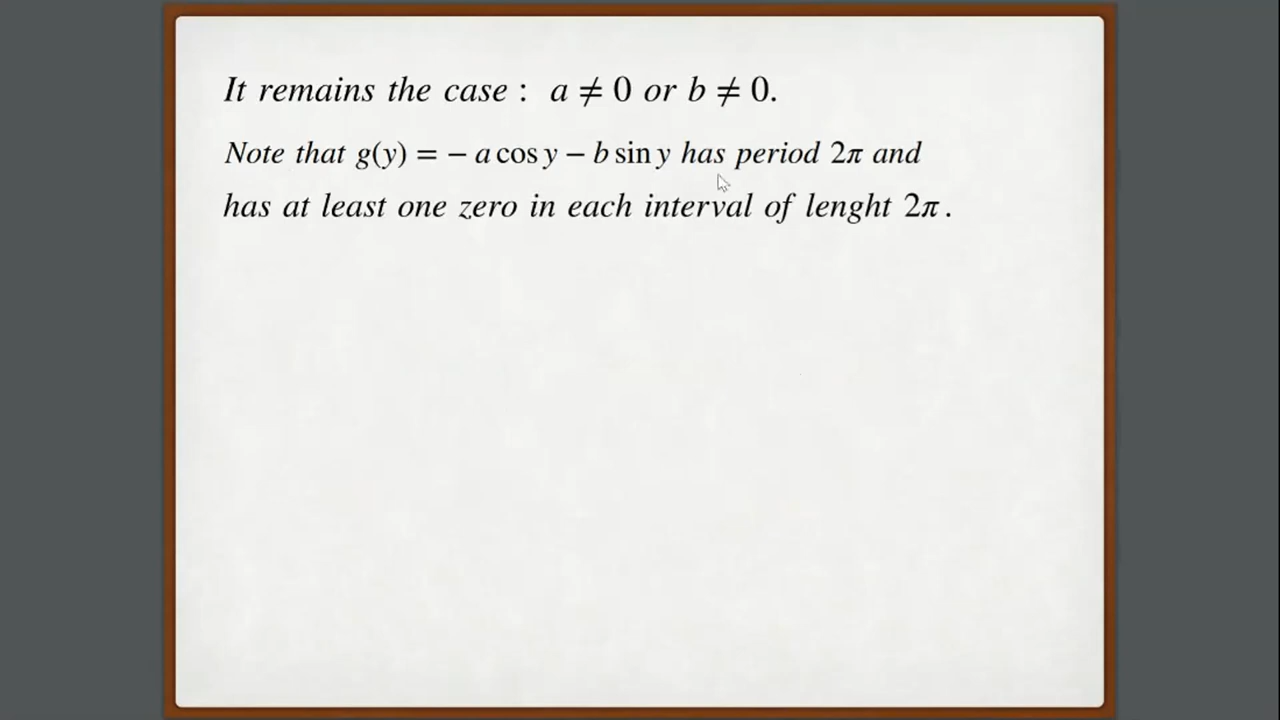 It remains the case : a ≠ 0 or b ≠ 0.
Note that g(y) = − a cos y − b sin y has period 2π and
has at least one zero in each interval of lenght 2π .